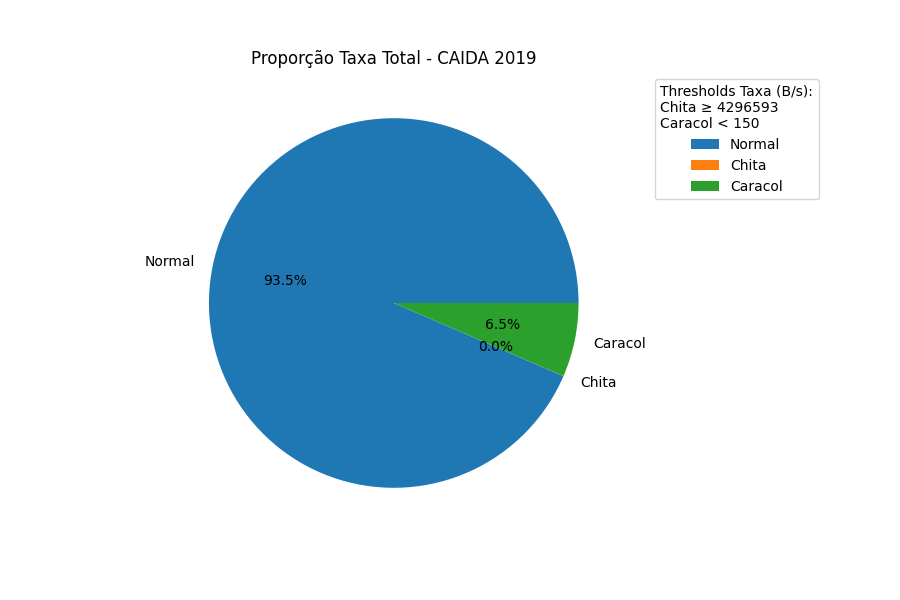 Proporção Taxa Total - CAIDA 2019
Thresholds Taxa (B/s):
Chita ≥ 4296593
Caracol < 150
Normal
Chita
Caracol
Normal
93.5%
6.5%
0.0%
Caracol
Chita